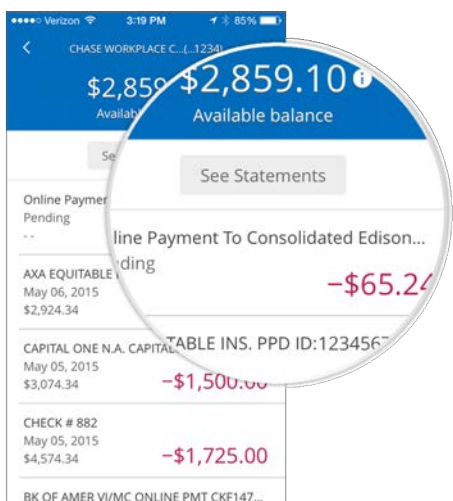 Verizon 3:19 PM 85%
CHASE WORKPLACE C...(...1234)
$2,859.10
Available balance
See Statements
Online Payment To Consolidated Edison...
Pending
−$65.24
--
AXA EQUITABLE INS. PPD ID:1234567
May 06, 2015
$2,924.34
CAPITAL ONE N.A. CAPITAL
May 05, 2015
$3,074.34
−$1,500.00
CHECK # 882
May 05, 2015
$4,574.34
−$1,725.00
BK OF AMER VI/MC ONLINE PMT CKF147...